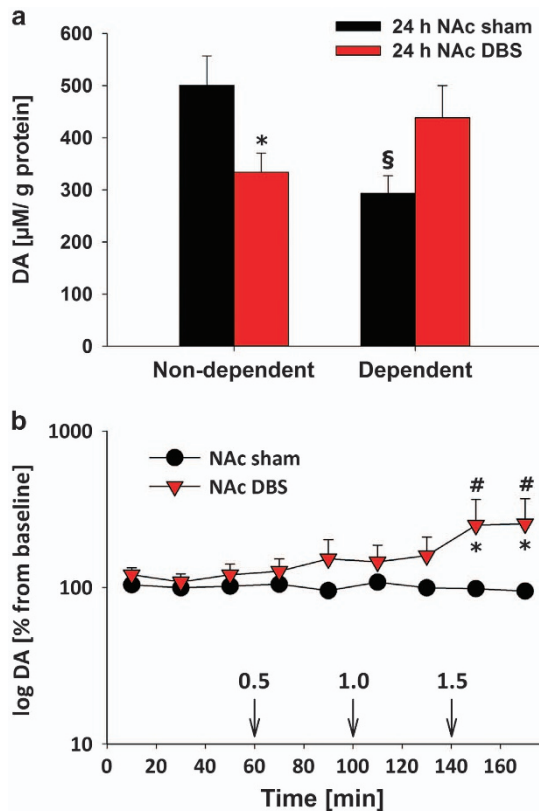 a
24 h NAc sham
24 h NAc DBS
DA [µM/ g protein]
600
500
400
300
200
100
0
*
§
Non-dependent
Dependent
b
NAc sham
NAc DBS
log DA [% from baseline]
1000
100
10
# #
* *
0.5 1.0 1.5
0 20 40 60 80 100 120 140 160
Time [min]